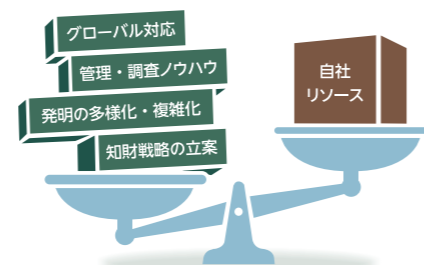 グローバル対応
管理・調査ノウハウ
発明の多様化・複雑化
知財戦略の立案
自社
リソース